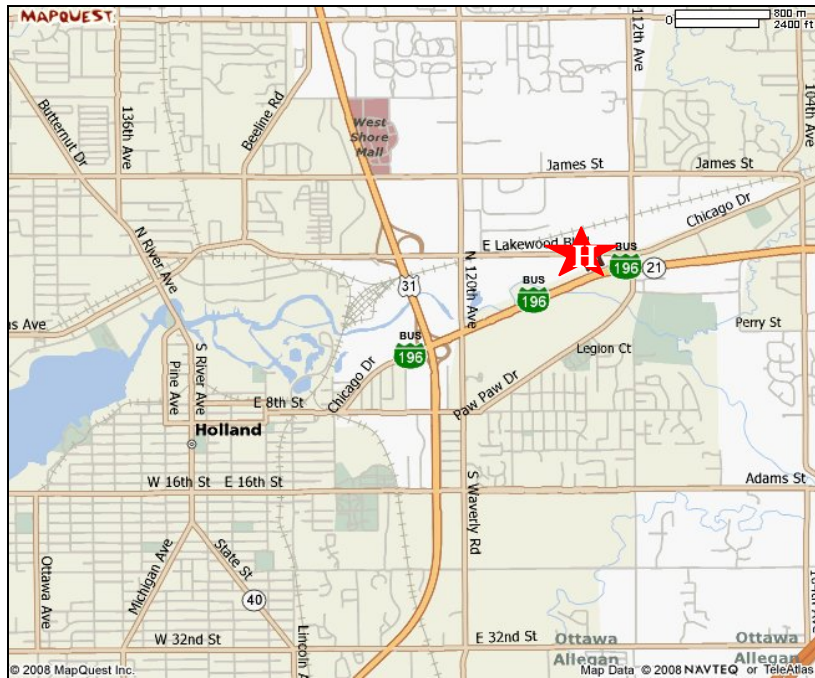 MAPQUEST.
0 800 m
2400 ft
Butternut Dr
136th Ave
Beeline Rd
West
Shore
Mall
112th Ave
104th Ave
James St
James St
Chicago Dr
N River Ave
E Lakewood Bl
H
BUS
196
21
N 120th Ave
31
BUS
196
BUS
196
us Ave
Perry St
Legion Ct
Pine Ave
S River Ave
Chicago Dr
Paw Paw Dr
E 8th St
Holland
W 16th St
E 16th St
Adams St
S Waverly Rd
Ottawa Ave
Michigan Ave
State St
40
Lincoln A
W 32nd St
E 32nd St
Ottawa
Allegan
Ottawa
Allegan
© 2008 MapQuest Inc.
Map Data © 2008 NAVTEQ or TeleAtlas